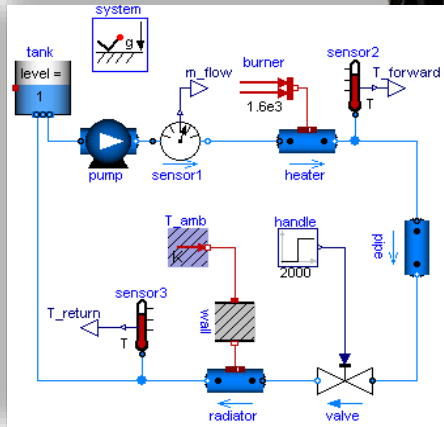 system
g
tank
level =
1
burner
1.6e3
sensor2
T_forward
T
m_flow
pump
sensor1
heater
T_amb
K
handle
2000
pipe
sensor3
T_return
T
wall
radiator
valve